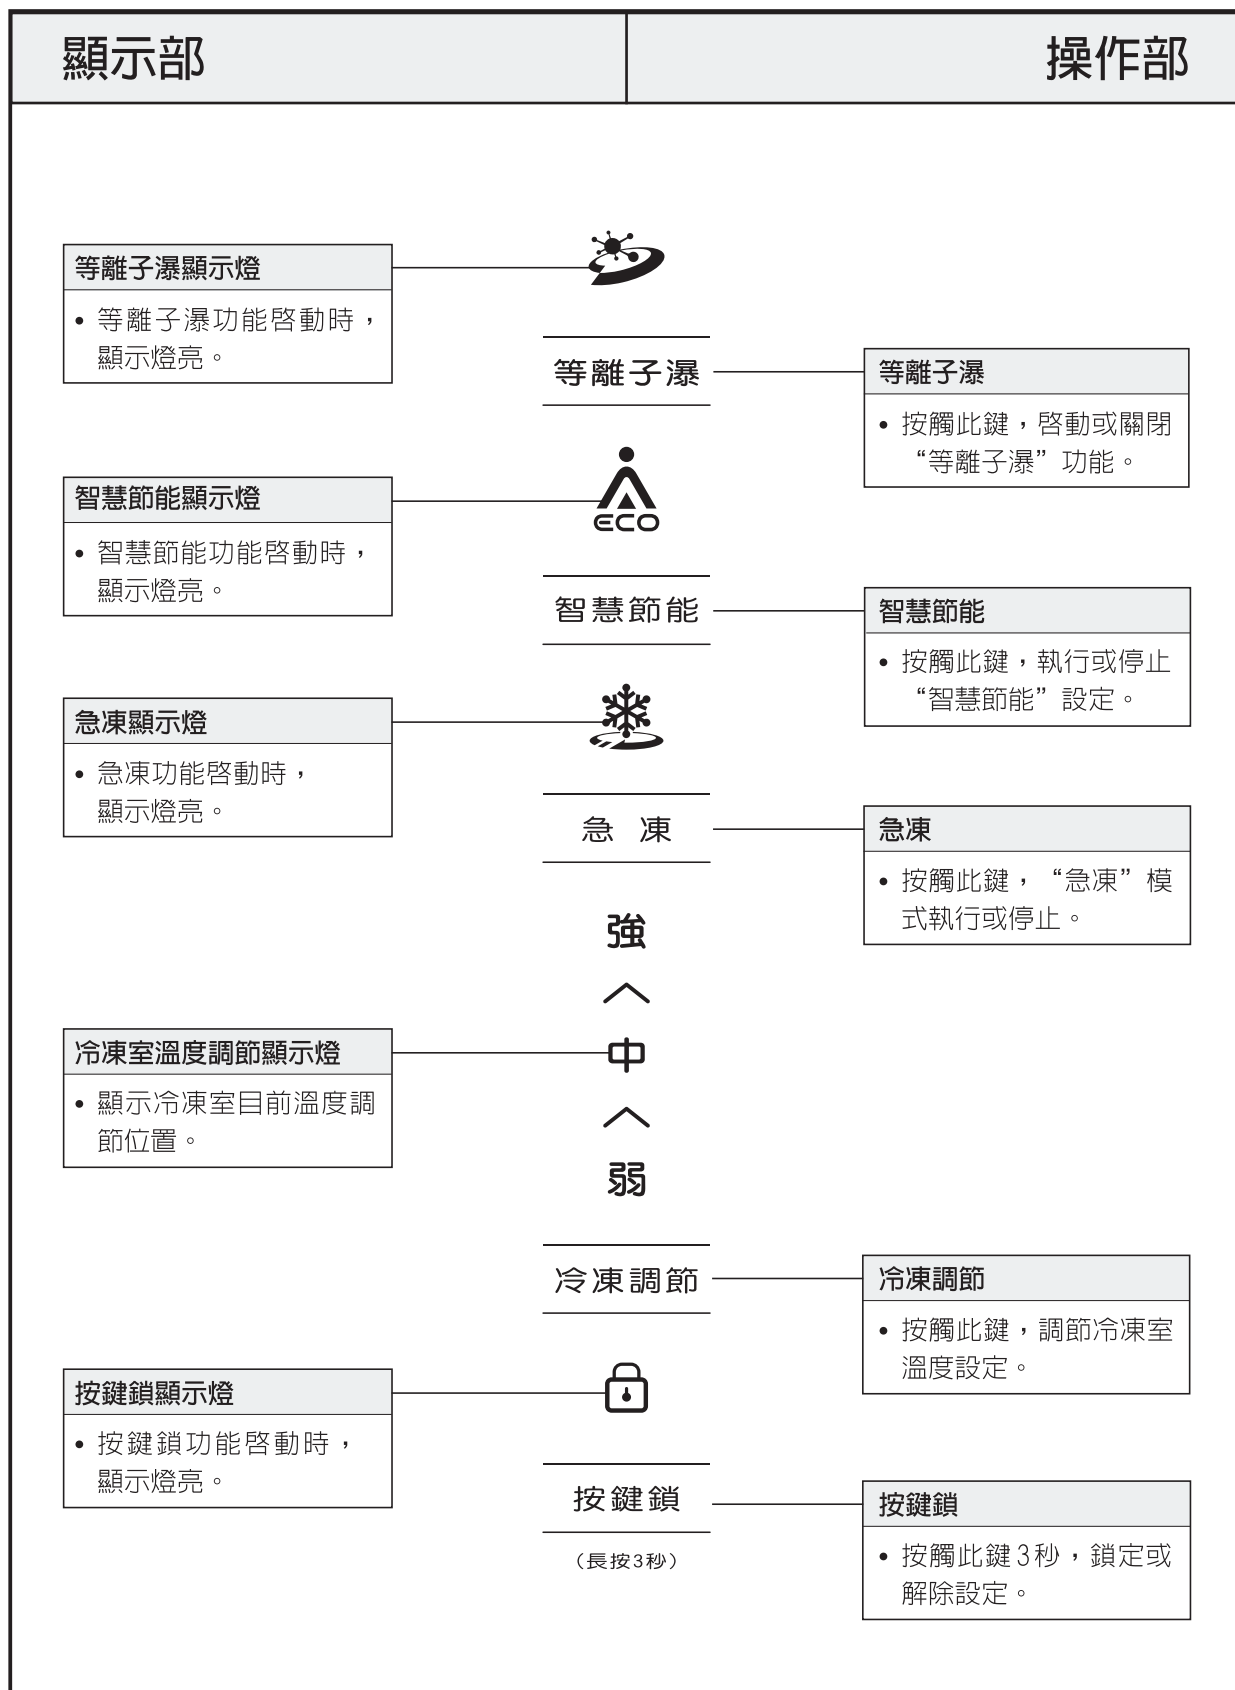 顯示部
操作部
等離子瀑顯示燈
• 等離子瀑功能啓動時，
顯示燈亮。
等離子瀑
等離子瀑
• 按觸此鍵，啓動或關閉
“等離子瀑”功能。
智慧節能顯示燈
• 智慧節能功能啓動時，
顯示燈亮。
ECO
智慧節能
智慧節能
• 按觸此鍵，執行或停止
“智慧節能”設定。
急凍顯示燈
• 急凍功能啓動時，
顯示燈亮。
急 凍
急凍
• 按觸此鍵，“急凍”模
式執行或停止。
強
中
弱
冷凍室溫度調節顯示燈
• 顯示冷凍室目前溫度調
節位置。
冷凍調節
冷凍調節
• 按觸此鍵，調節冷凍室
溫度設定。
按鍵鎖顯示燈
• 按鍵鎖功能啓動時，
顯示燈亮。
按鍵鎖
（長按3秒）
按鍵鎖
• 按觸此鍵3秒，鎖定或
解除設定。